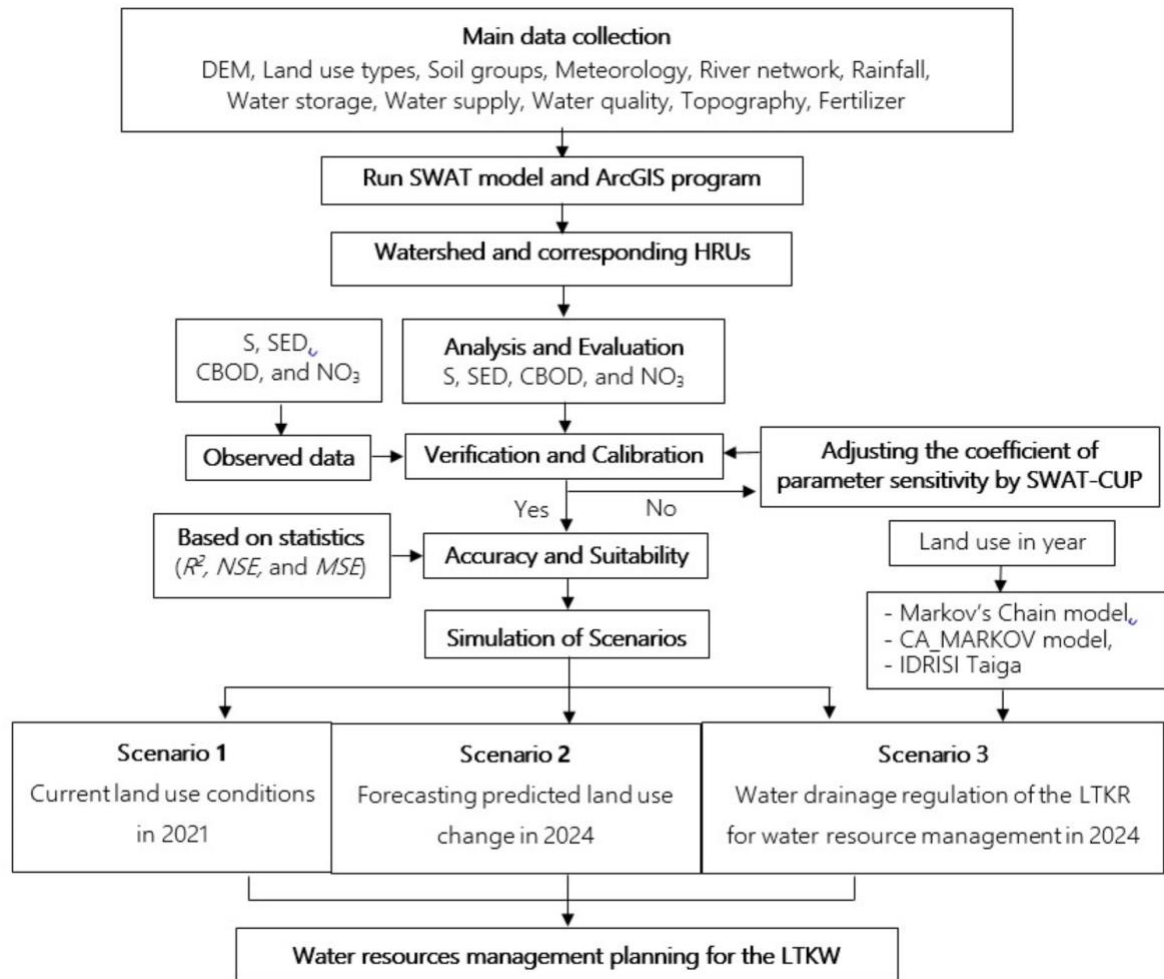 Main data collection
DEM, Land use types, Soil groups, Meteorology, River network, Rainfall,
Water storage, Water supply, Water quality, Topography, Fertilizer
Run SWAT model and ArcGIS program
Watershed and corresponding HRUs
S, SED,
CBOD, and NO₃
Analysis and Evaluation
S, SED, CBOD, and NO₃
Observed data
Verification and Calibration
Adjusting the coefficient of
parameter sensitivity by SWAT-CUP
Yes
No
Based on statistics
(R², NSE, and MSE)
Accuracy and Suitability
Land use in year
Simulation of Scenarios
- Markov's Chain model,
- CA_MARKOV model,
- IDRISI Taiga
Scenario 1
Current land use conditions
in 2021
Scenario 2
Forecasting predicted land use
change in 2024
Scenario 3
Water drainage regulation of the LTKR
for water resource management in 2024
Water resources management planning for the LTKW